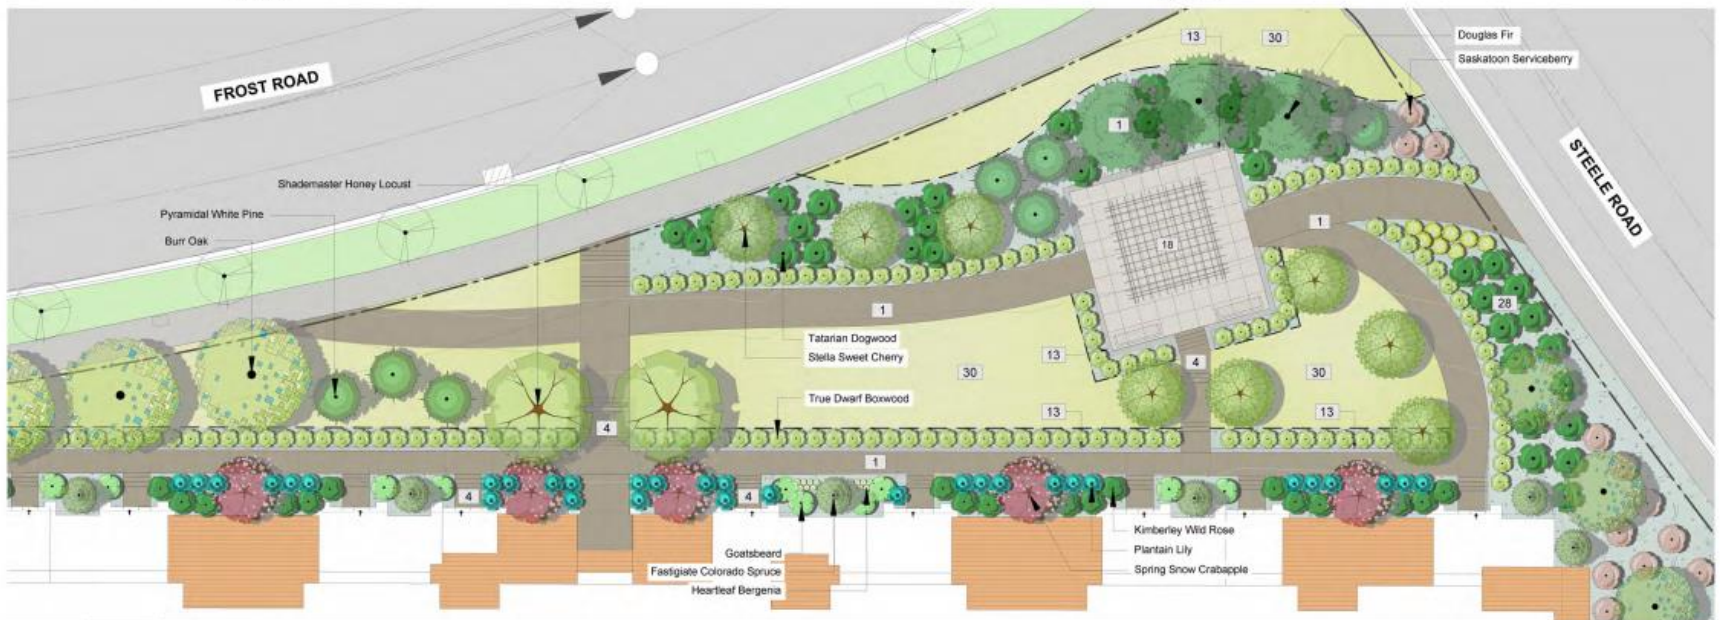 13
30
Douglas Fir
Saskatoon Serviceberry
FROST ROAD
1
STEELE ROAD
Shademaster Honey Locust
Pyramidal White Pine
Burr Oak
1
18
28
1
Tatarian Dogwood
Stella Sweet Cherry
13
30
4
30
True Dwarf Boxwood
13
13
4
1
4
4
Kimberley Wild Rose
Plantain Lily
Spring Snow Crabapple
Goatsbeard
Fastigiate Colorado Spruce
Heartleaf Bergenia